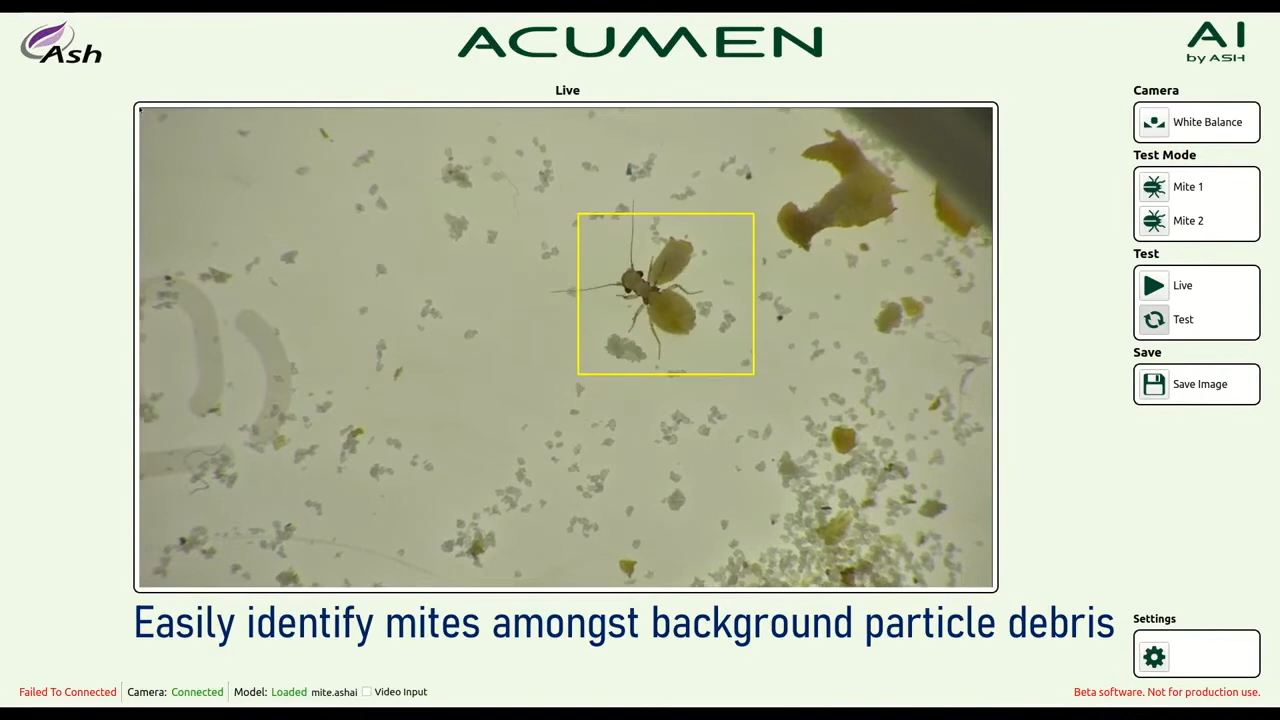 Ash
ACUMEN
AI
by ASH
Live
Camera
White Balance
Test Mode
Mite 1
Mite 2
Test
Live
Test
Save
Save Image
Easily identify mites amongst background particle debris
Settings
Failed To Connected
Camera: Connected
Model: Loaded mite.ashai
Video Input
Beta software. Not for production use.